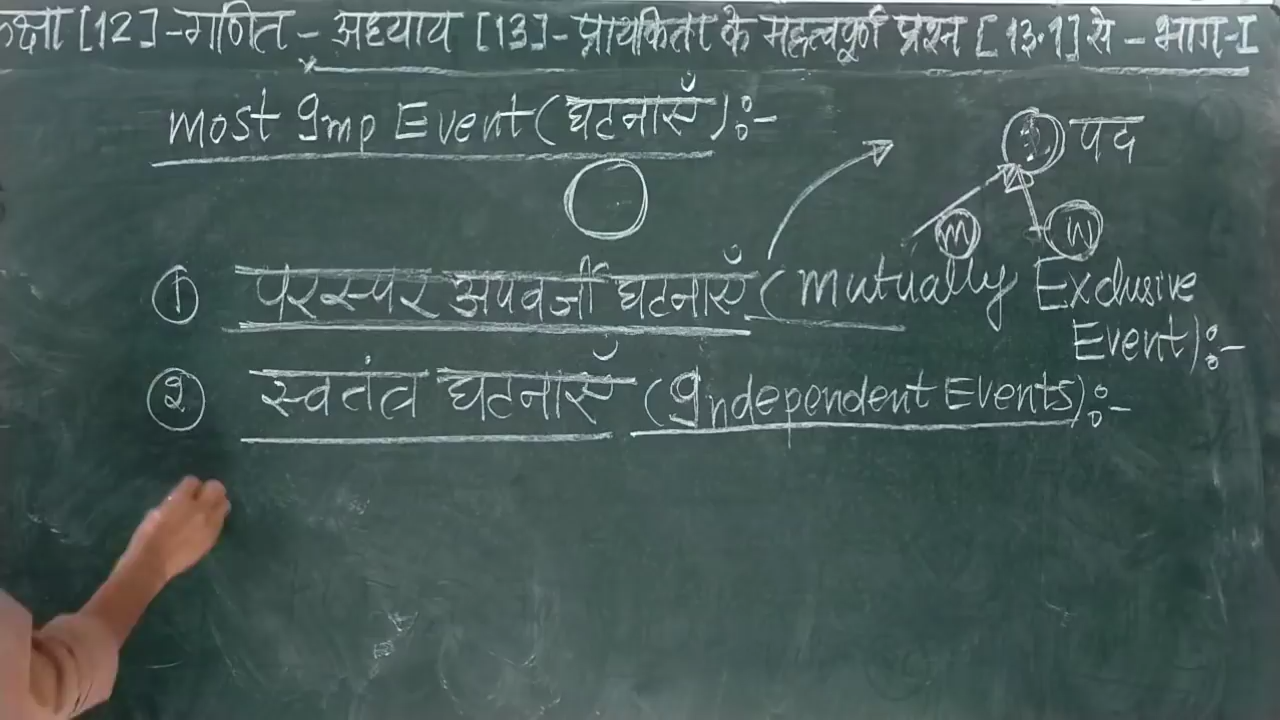 कक्षा [12]-गणित - अध्याय [13]- प्रायकिता के महत्वपूर्ण प्रश्न [13.1] से - भाग-I
most Imp Event (घटनाएँ):-
पद
m n
① परस्पर अपवर्जी घटनाएँ (Mutually Exclusive
Event):-
② स्वतंत्र घटनाएँ (Independent Events):-